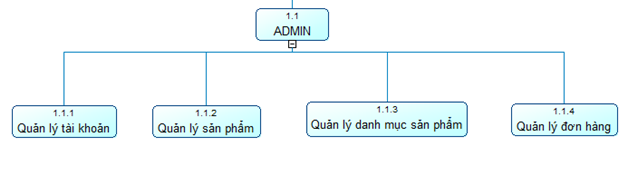 1.1
ADMIN
1.1.1
Quản lý tài khoản
1.1.2
Quản lý sản phẩm
1.1.3
Quản lý danh mục sản phẩm
1.1.4
Quản lý đơn hàng